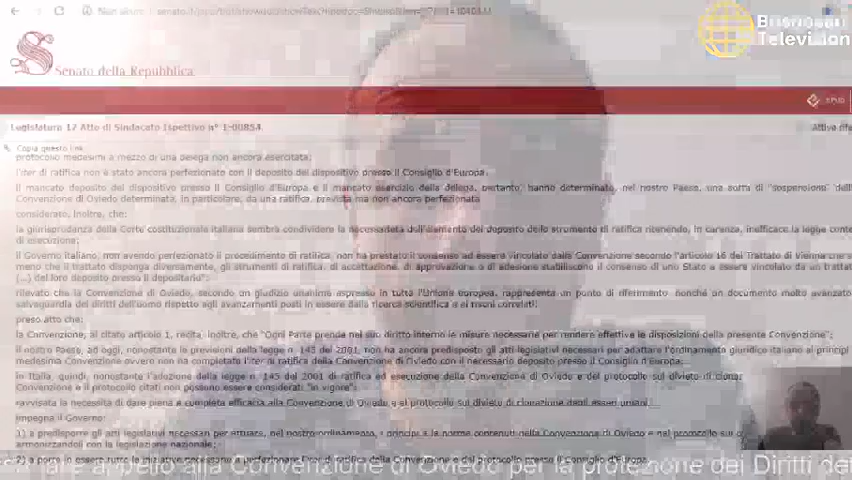 Non sicuro
Byoblu
Television
Senato della Repubblica
Legislatura 17 Atto di Sindacato Ispettivo n° 1-00854
Copia questo link
protocollo medesimi a mezzo di una delega non ancora esercitata;
l'iter di ratifica non è stato ancora perfezionato con il deposito del dispositivo presso il Consiglio d'Europa.
il mancato deposito del dispositivo presso il Consiglio d'Europa e il mancato esercizio della delega, pertanto, hanno determinato, nel nostro Paese, una sorta di "sospensione" dell
Convenzione di Oviedo determinata, in particolare, da una ratifica, prevista ma non ancora perfezionata
considerato, inoltre, che:
la giurisprudenza della Corte costituzionale italiana sembra condividere la necessarietà dell'elemento del deposito dello strumento di ratifica ritenendo, in carenza, inefficace la legge conte
di esecuzione;
il Governo italiano, non avendo perfezionato il procedimento di ratifica, non ha prestato il consenso ad essere vincolato dalla Convenzione secondo "articolo 16 del Trattato di Vienna
meno che il trattato disponga diversamente, gli strumenti di ratifica, di accettazione, di approvazione o di adesione stabiliscono il consenso di uno Stato a essere vincolato da un trattat
(...) del loro deposito presso il depositario";
rilevato che la Convenzione di Oviedo, secondo un giudizio unanime espresso in tutta l'Unione europea, rappresenta un punto di riferimento nonché un documento molto avanzato
salvaguardia dei diritti dell'uomo rispetto agli avanzamenti posti in essere dalla ricerca scientifica e ai rischi correlati;
preso atto che:
la Convenzione, al citato articolo 1, recita, inoltre, che "Ogni Parte prende nel suo diritto interno le misure necessarie per rendere effettive le disposizioni della presente Convenzione";
il nostro Paese, ad oggi, nonostante le previsioni della legge n. 145 del 2001, non ha ancora predisposto gli atti legislativi necessari per adattare l'ordinamento giuridico italiano ai principi
medesima Convenzione ovvero non ha completato l'iter di ratifica della Convenzione di Oviedo con il necessario deposito presso il Consiglio d'Europa;
in Italia, quindi, nonostante l'adozione della legge n. 145 del 2001 di ratifica ed esecuzione della Convenzione di Oviedo e del protocollo sul divieto di clonaz
Convenzione e il protocollo citati non possono essere considerati "in vigore";
ravvisata la necessità di dare piena e completa efficacia alla Convenzione di Oviedo e al protocollo sul divieto di clonazione degli esseri umani,
impegna il Governo:
1) a predisporre gli atti legislativi necessari per attuare, nel nostro ordinamento, i principi e le norme contenuti nella Convenzione di Oviedo e nel protocollo su
armonizzandoli con la legislazione nazionale;
2) a porre in essere tutte le iniziative necessarie a perfezionare l'iter di ratifica della Convenzione e del protocollo presso il Consiglio d'Europa.
fare appello alla Convenzione di Oviedo per la protezione dei Diritti de